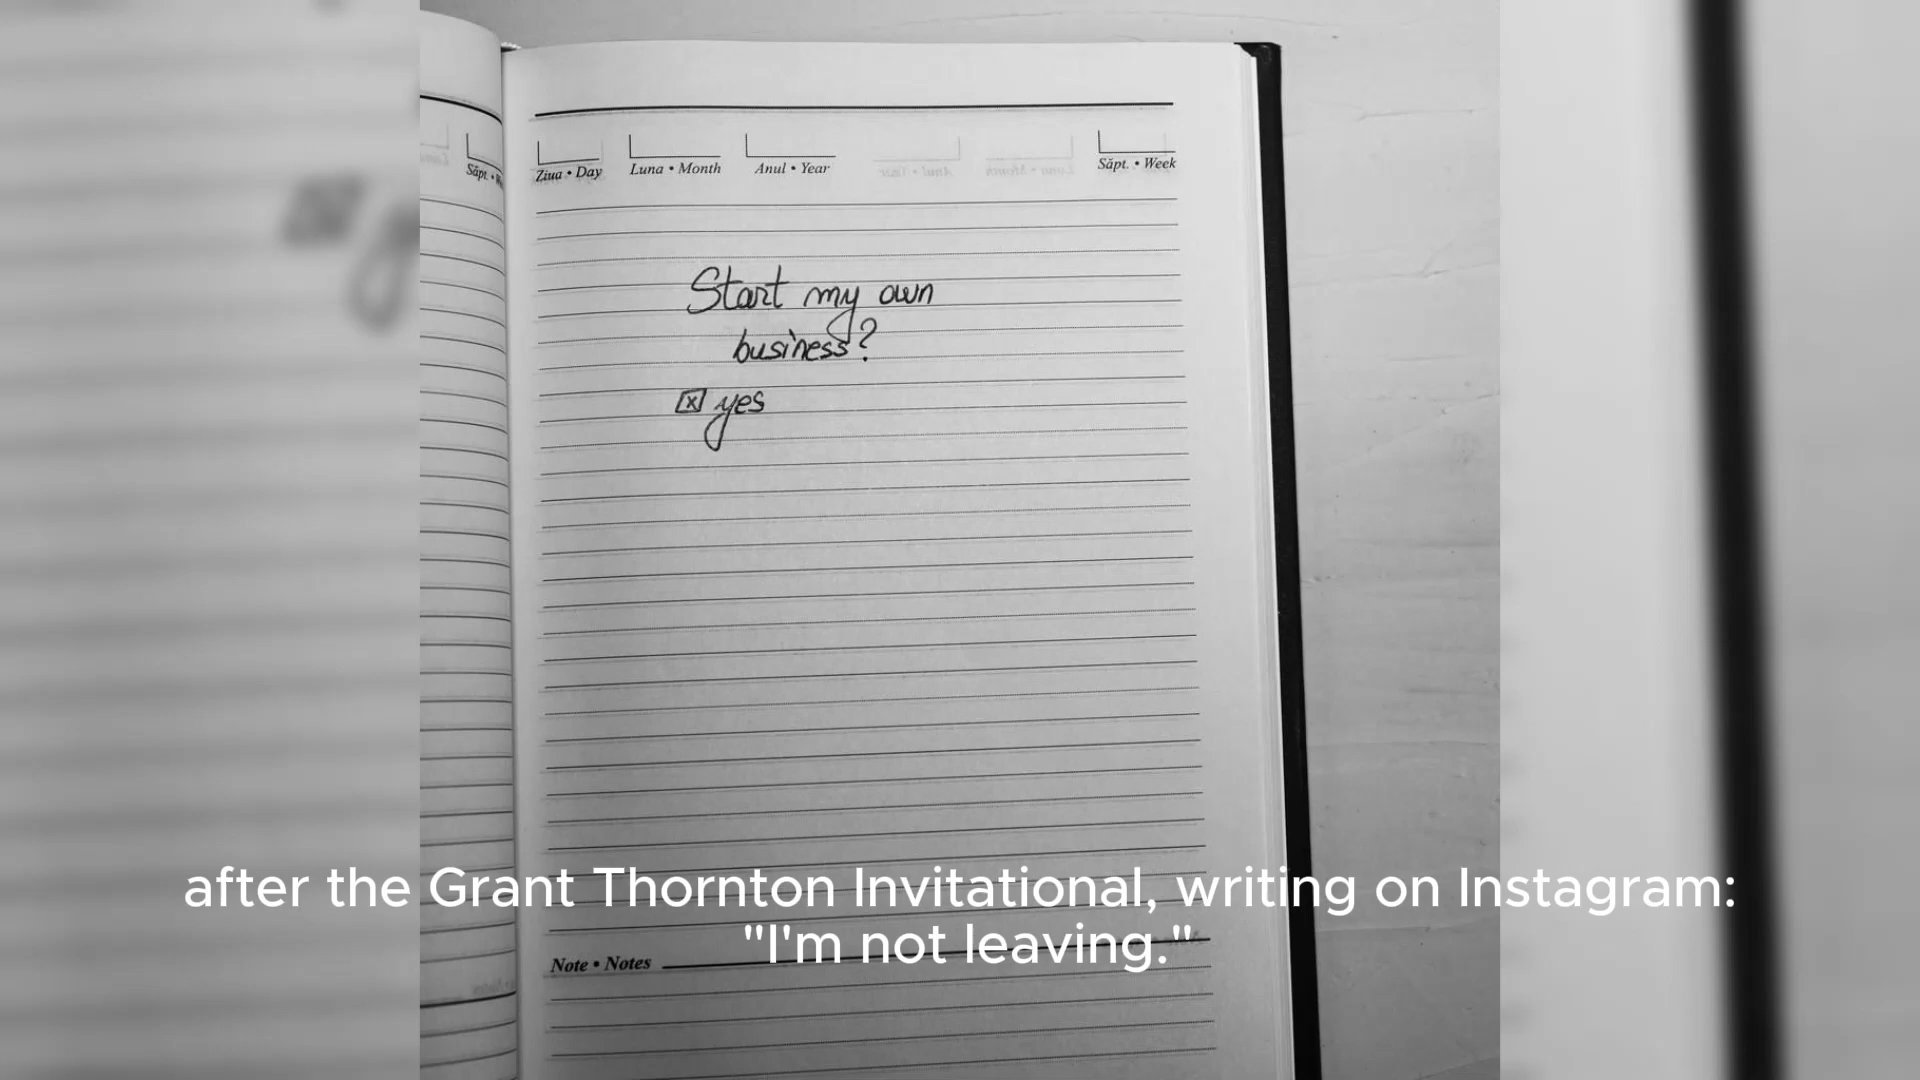 Săpt. •
Ziua • Day
Luna • Month
Anul • Year
Săpt. • Week
Start my own
business?
[x] yes
after the Grant Thornton Invitational, writing on Instagram:
"I'm not leaving."
Note • Notes